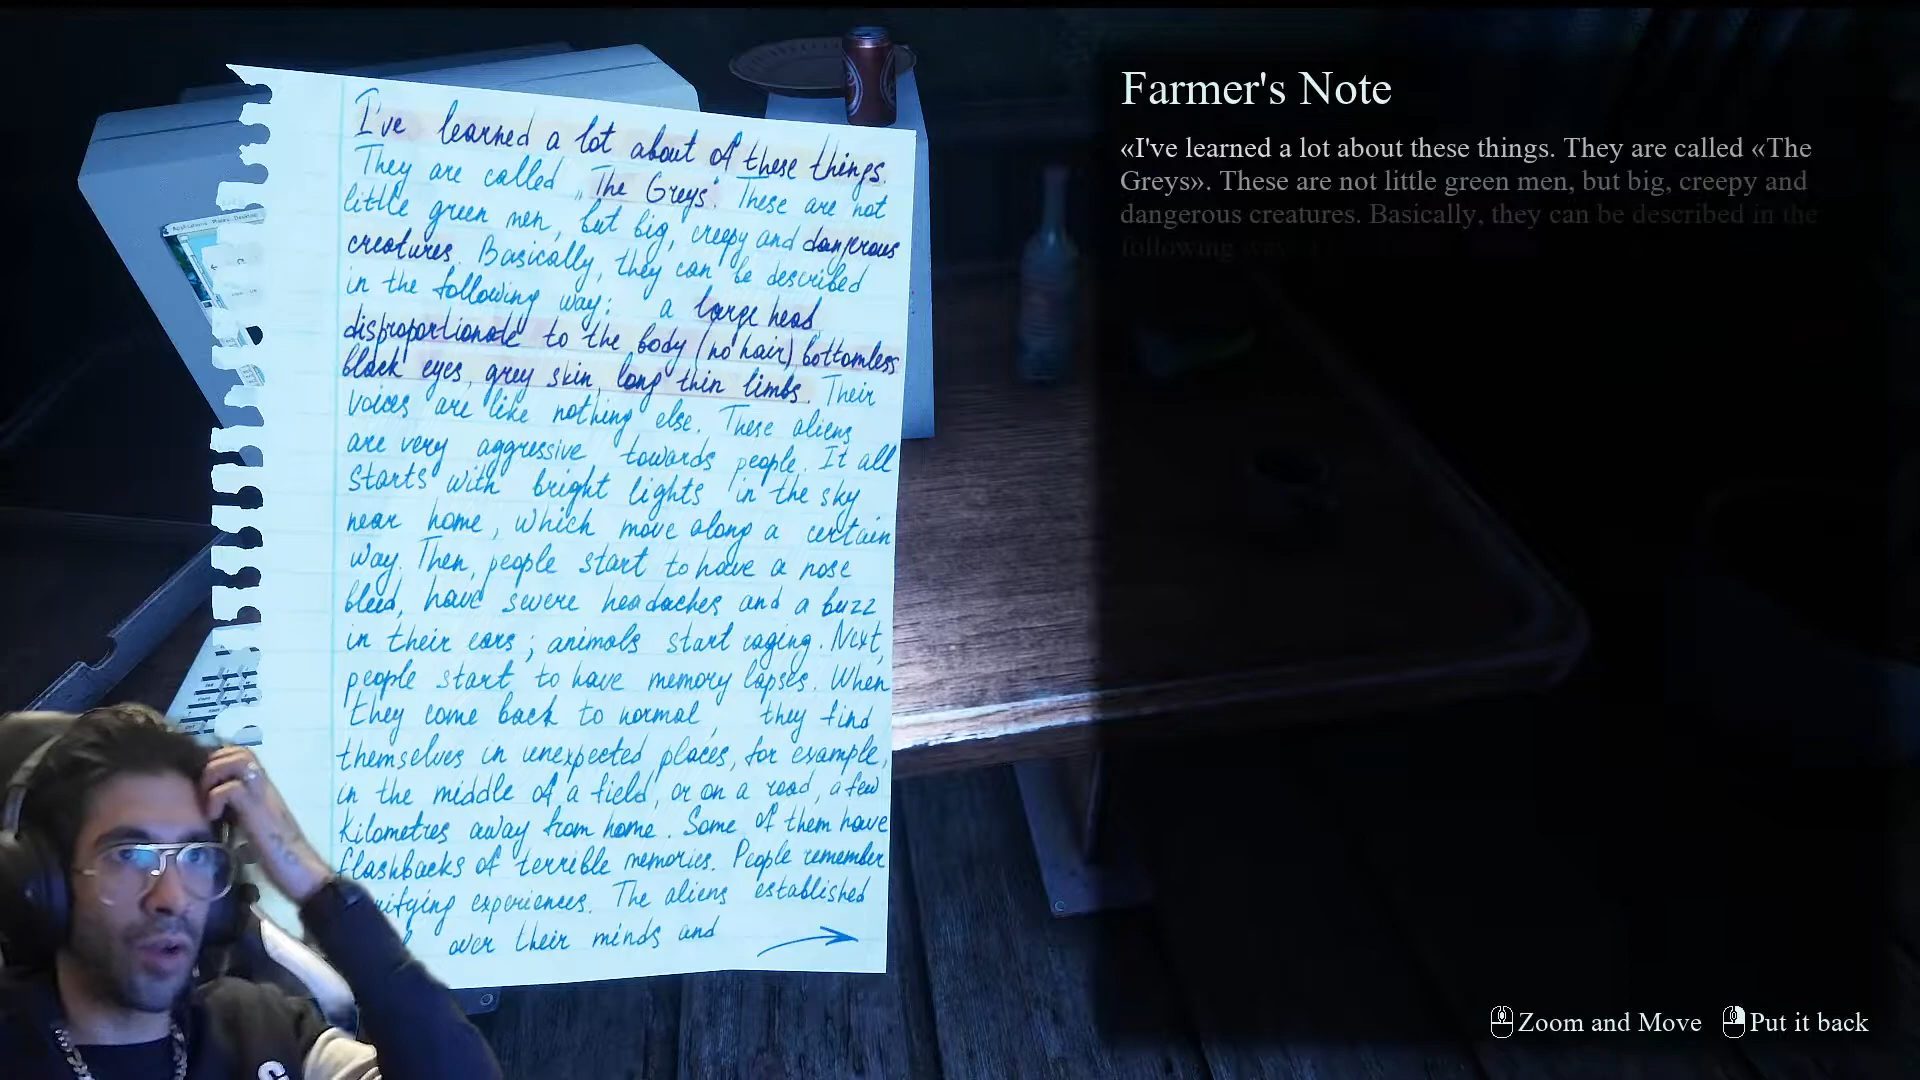 I've learned a lot about of these things.
They are called „The Greys". These are not
little green men, but big, creepy and dangerous
creatures. Basically, they can be described
in the following way: a large head
disproportionate to the body (no hair) bottomless
black eyes, grey skin, long thin limbs. Their
voices are like nothing else. These aliens
are very aggressive towards people. It all
starts with bright lights in the sky
near home, which move along a certain
way. Then, people start to have a nose
bleed, have severe headaches and a buzz
in their ears; animals start raging. Next,
people start to have memory lapses. When
they come back to normal, they find
themselves in unexpected places, for example,
in the middle of a field, or on a road, a few
kilometres away from home. Some of them have
flashbacks of terrible memories. People remember
experiences. The aliens established
over their minds and
Farmer's Note
«I've learned a lot about these things. They are called «The
Greys». These are not little green men, but big, creepy and
dangerous creatures. Basically, they can be described in the
following way
Zoom and Move
Put it back